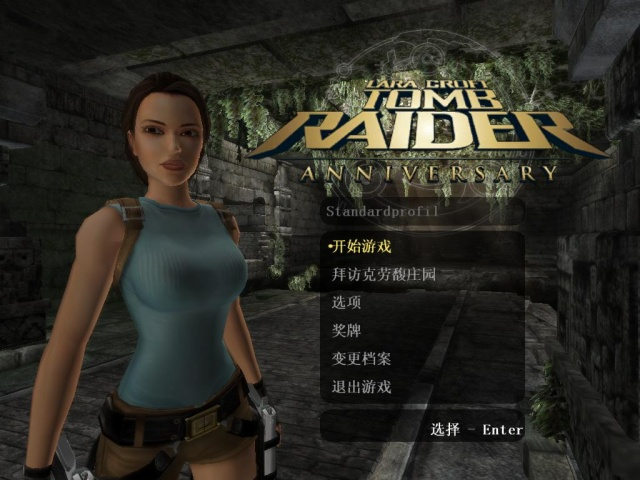 LARA CROFT
TOMB
RAIDER
ANNIVERSARY
Standardprofil
开始游戏
拜访克劳馥庄园
选项
奖牌
变更档案
退出游戏
选择 - Enter